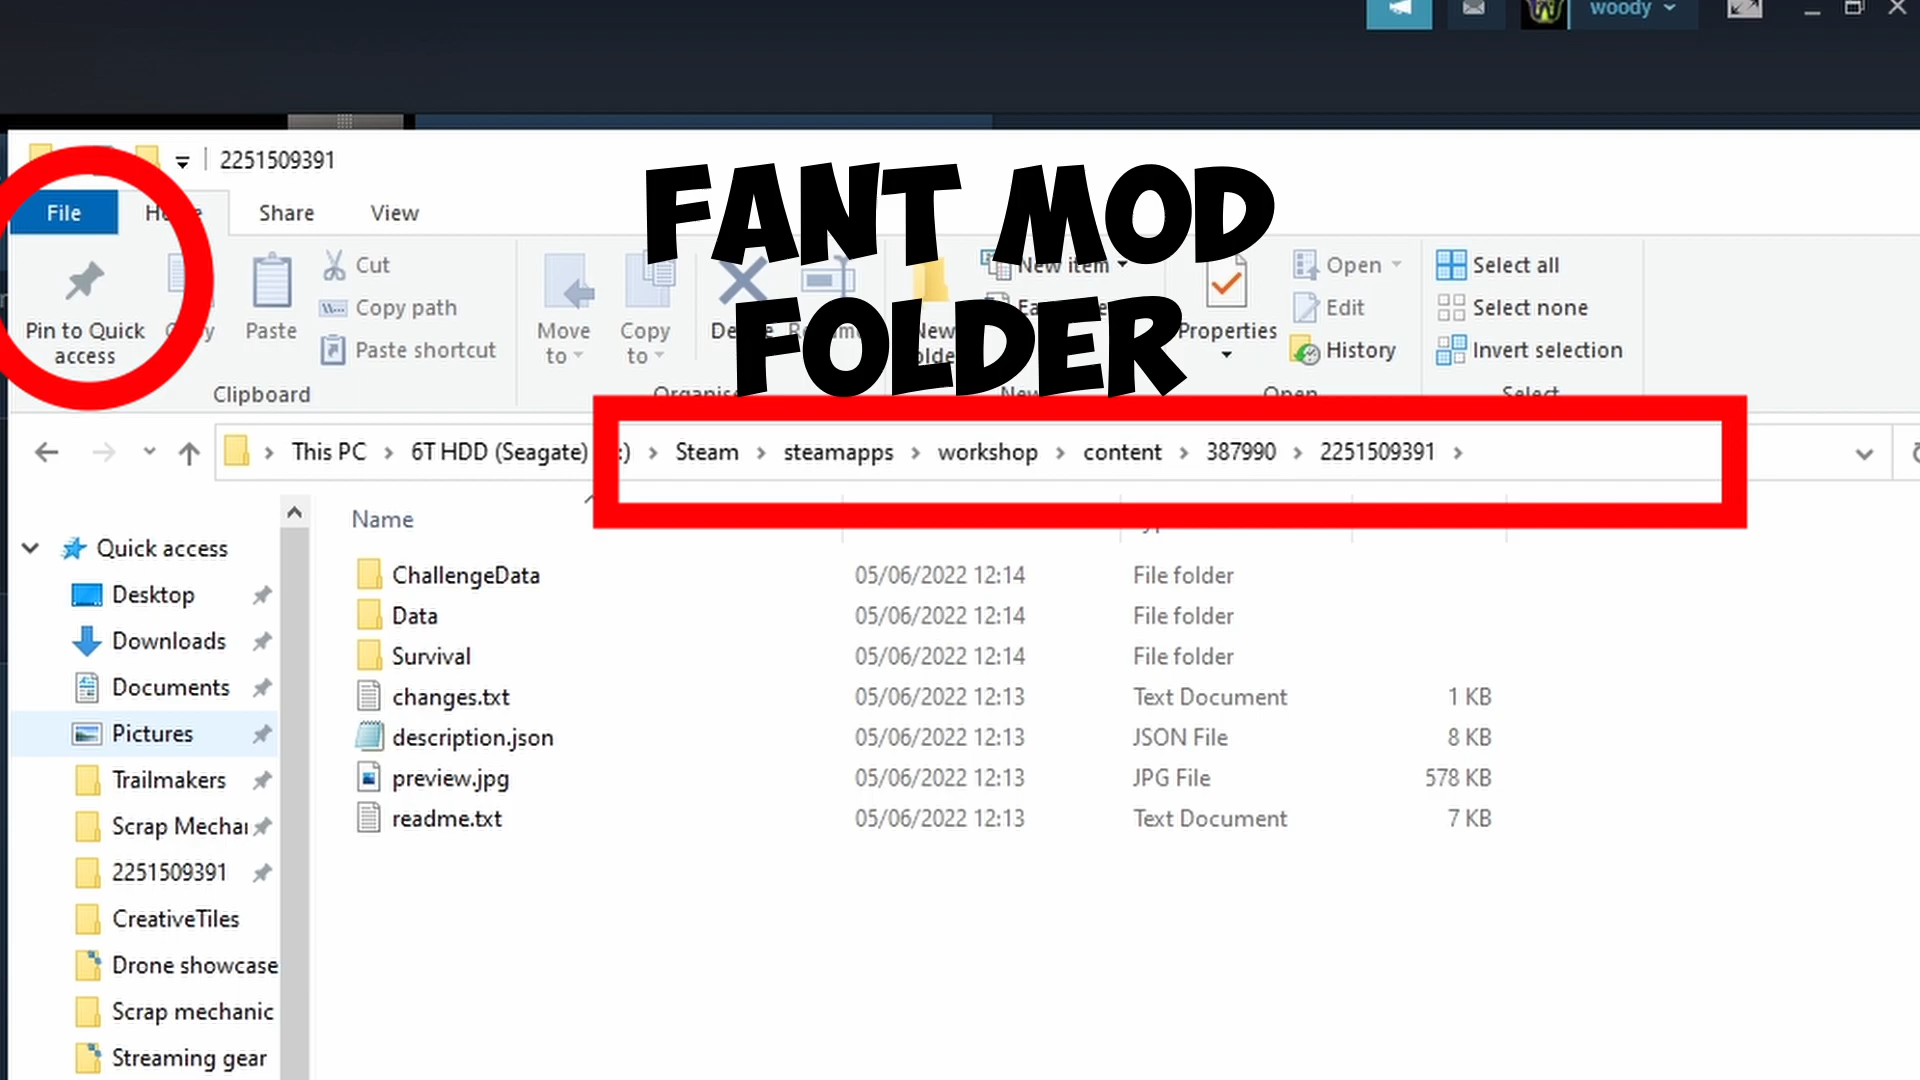 woody
2251509391
FANT MOD
FOLDER
File
Share
View
Pin to Quick
access
Paste
Cut
Copy path
Paste shortcut
Clipboard
Move
to
Copy
to
New item
Properties
Open
Edit
History
Open
Select all
Select none
Invert selection
Select
This PC
6T HDD (Seagate)
Steam
steamapps
workshop
content
387990
2251509391
Name
Quick access
Desktop
Downloads
Documents
Pictures
Trailmakers
Scrap Mechai
2251509391
CreativeTiles
Drone showcase
Scrap mechanic
Streaming gear
ChallengeData 05/06/2022 12:14 File folder
Data 05/06/2022 12:14 File folder
Survival 05/06/2022 12:14 File folder
changes.txt 05/06/2022 12:13 Text Document 1 KB
description.json 05/06/2022 12:13 JSON File 8 KB
preview.jpg 05/06/2022 12:13 JPG File 578 KB
readme.txt 05/06/2022 12:13 Text Document 7 KB